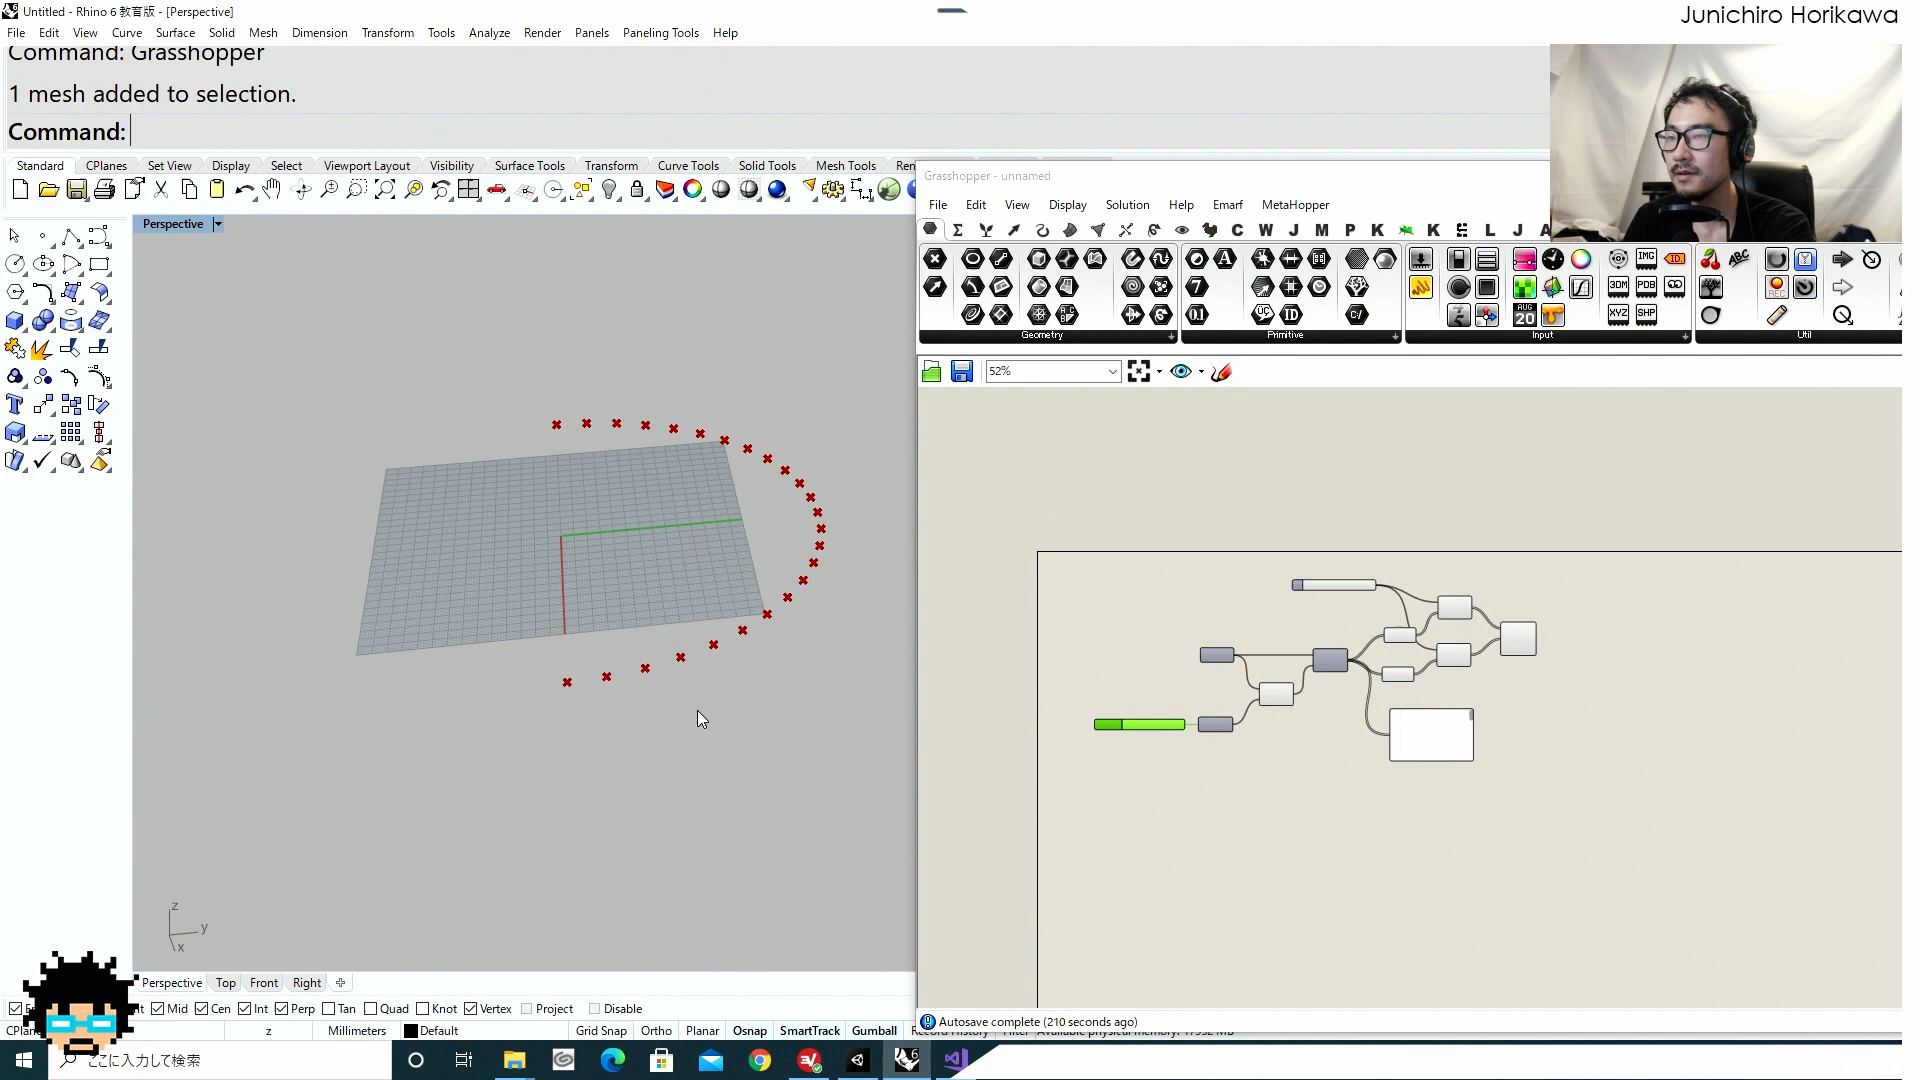 Untitled - Rhino 6 教育版 - [Perspective]
Junichiro Horikawa
File Edit View Curve Surface Solid Mesh Dimension Transform Tools Analyze Render Panels Paneling Tools Help
Command: Grasshopper
1 mesh added to selection.
Command:
Standard CPlanes Set View Display Select Viewport Layout Visibility Surface Tools Transform Curve Tools Solid Tools Mesh Tools
Grasshopper - unnamed
File Edit View Display Solution Help Emarf MetaHopper
C W J M P K K L J
Perspective
Geometry Primitive Input Util
52%
z
y
x
Perspective Top Front Right
Mid Cen Int Perp Tan Quad Knot Vertex Project Disable
Autosave complete (210 seconds ago)
z Millimeters Default Grid Snap Ortho Planar Osnap SmartTrack Gumball
ここに入力して検索